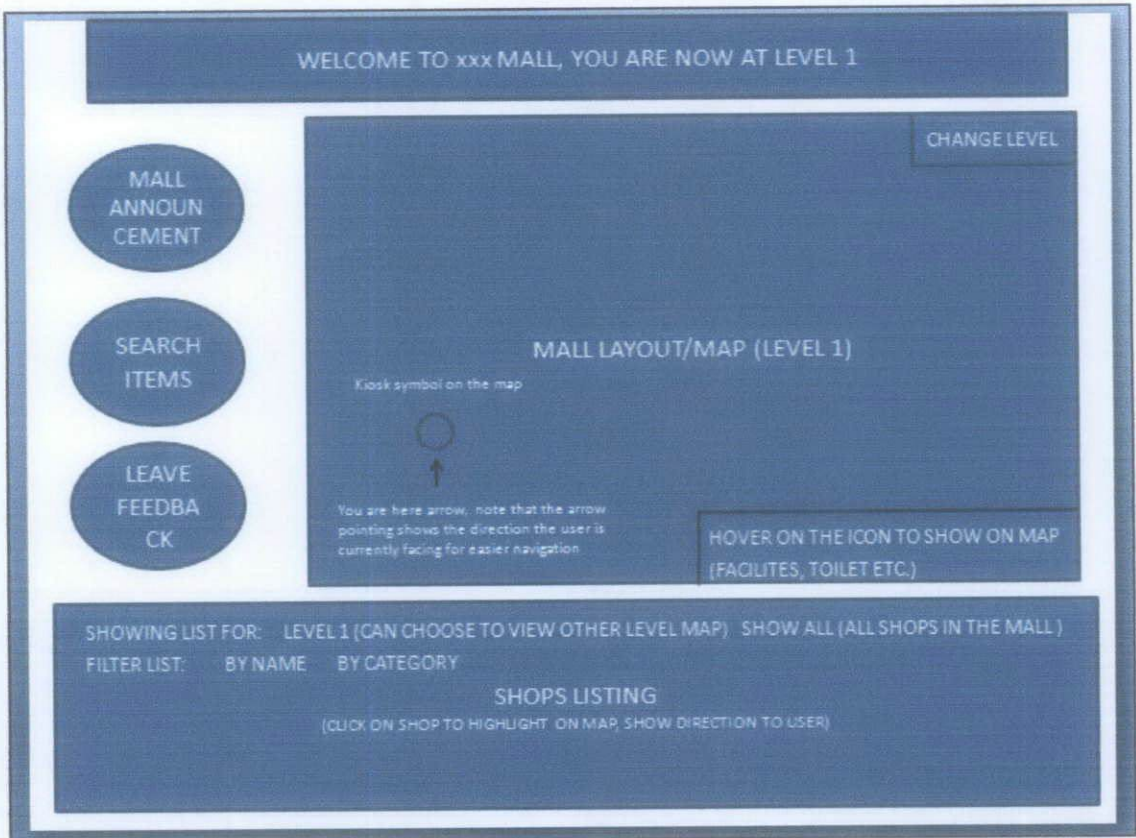 WELCOME TO xxx MALL, YOU ARE NOW AT LEVEL 1
CHANGE LEVEL
MALL
ANNOUN
CEMENT
SEARCH
ITEMS
LEAVE
FEEDBA
CK
MALL LAYOUT/MAP (LEVEL 1)
Kiosk symbol on the map
You are here arrow, note that the arrow
pointing shows the direction the user is
currently facing for easier navigation
HOVER ON THE ICON TO SHOW ON MAP
(FACILITES, TOILET ETC.)
SHOWING LIST FOR: LEVEL 1 (CAN CHOOSE TO VIEW OTHER LEVEL MAP) SHOW ALL (ALL SHOPS IN THE MALL )
FILTER LIST: BY NAME BY CATEGORY
SHOPS LISTING
(CLICK ON SHOP TO HIGHLIGHT ON MAP, SHOW DIRECTION TO USER)